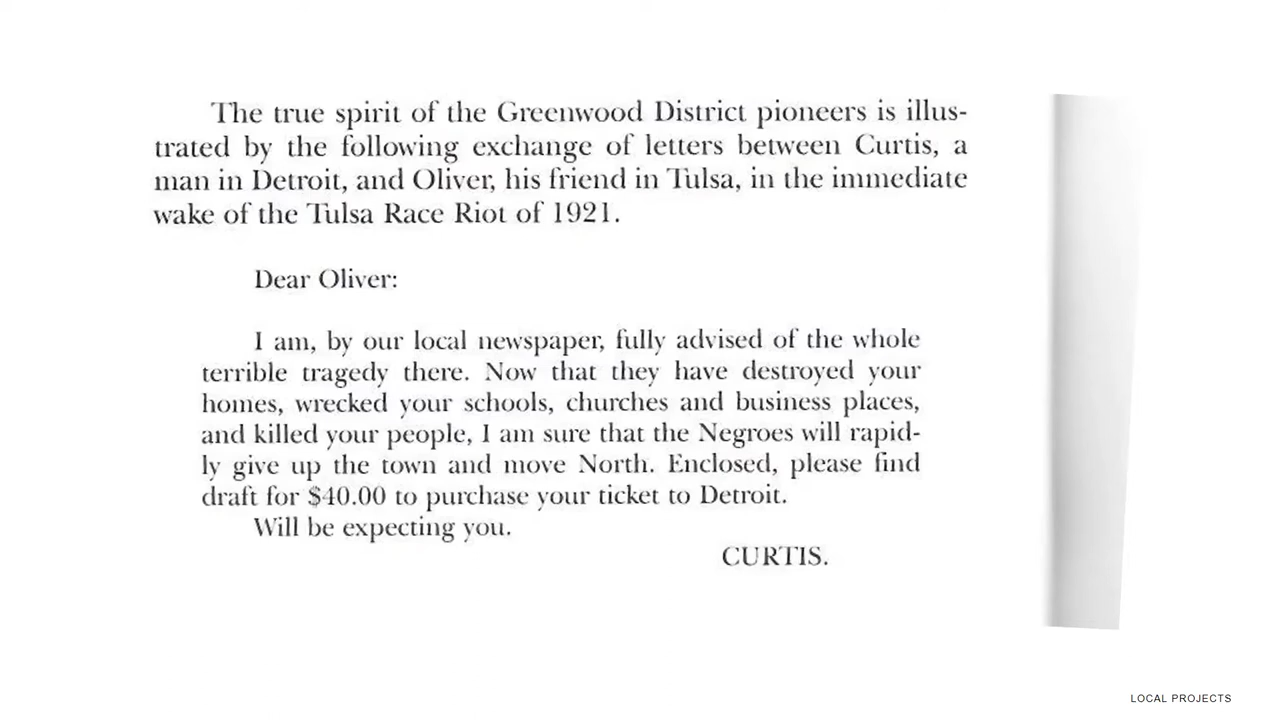 The true spirit of the Greenwood District pioneers is illus-
trated by the following exchange of letters between Curtis, a
man in Detroit, and Oliver, his friend in Tulsa, in the immediate
wake of the Tulsa Race Riot of 1921.
Dear Oliver:
I am, by our local newspaper, fully advised of the whole
terrible tragedy there. Now that they have destroyed your
homes, wrecked your schools, churches and business places,
and killed your people, I am sure that the Negroes will rapid-
ly give up the town and move North. Enclosed, please find
draft for $40.00 to purchase your ticket to Detroit.
Will be expecting you.
CURTIS.
LOCAL PROJECTS